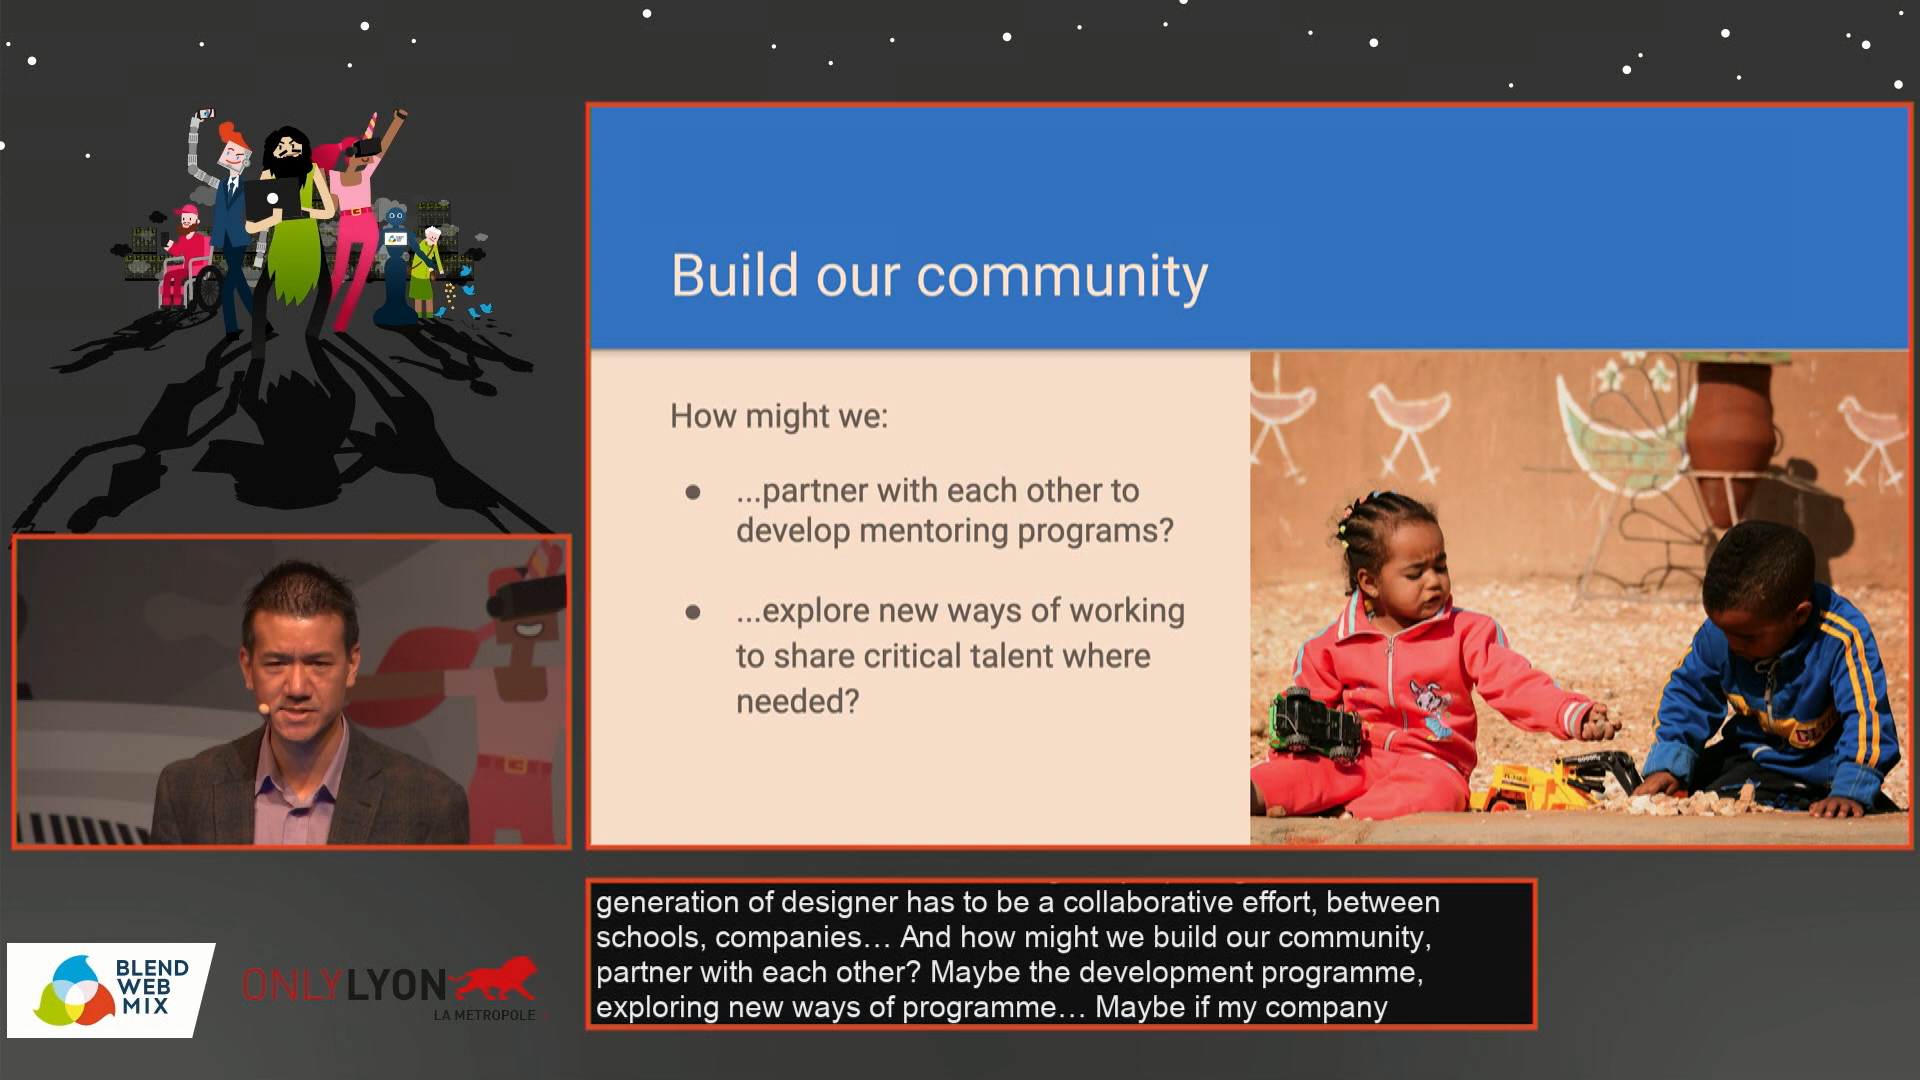 Build our community
How might we:
● ...partner with each other to
develop mentoring programs?
● ...explore new ways of working
to share critical talent where
needed?
generation of designer has to be a collaborative effort, between
schools, companies… And how might we build our community,
partner with each other? Maybe the development programme,
exploring new ways of programme… Maybe if my company
BLEND
WEB
MIX
ONLYLYON
LA MÉTROPOLE